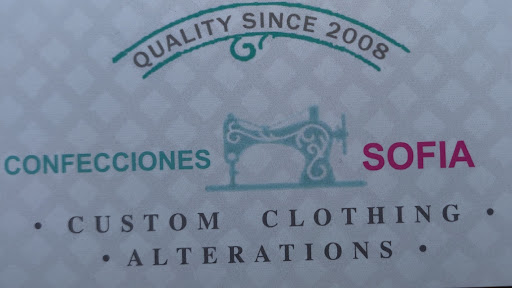 QUALITY SINCE 2008
CONFECCIONES SOFIA
• CUSTOM CLOTHING •
• ALTERATIONS •